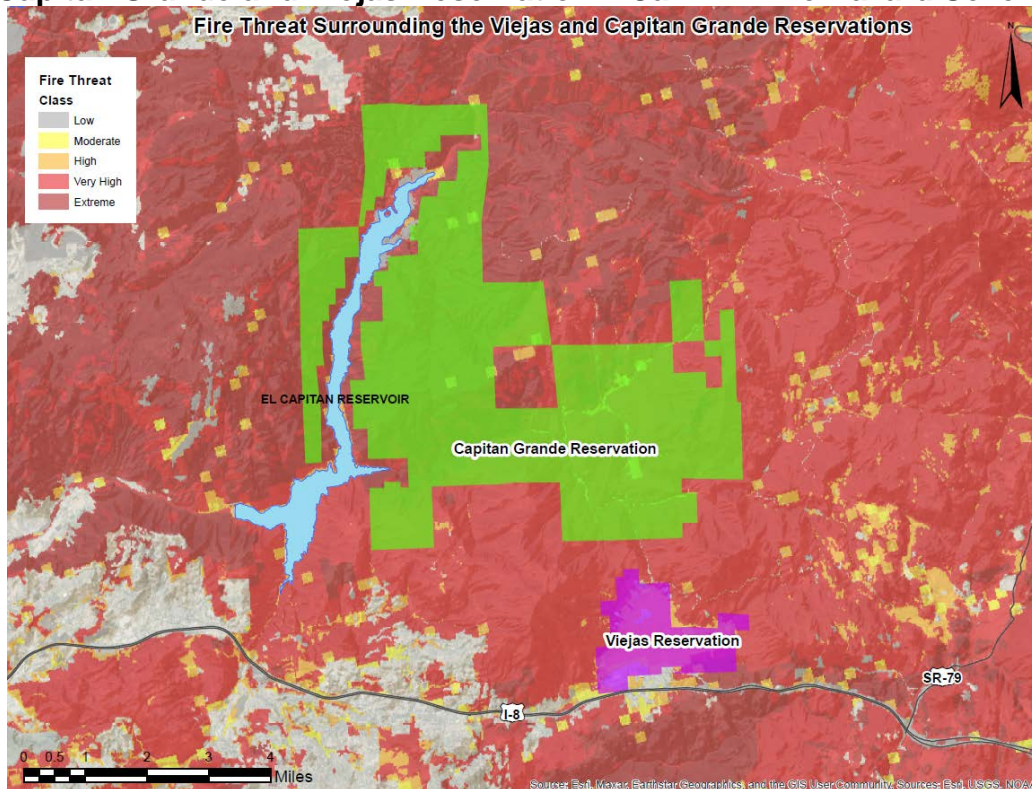 Fire Threat Surrounding the Viejas and Capitan Grande Reservations
N
Fire Threat
Class
Low
Moderate
High
Very High
Extreme
EL CAPITAN RESERVOIR
Capitan Grande Reservation
Viejas Reservation
SR-79
I-8
0 0.5 1 2 3 4
Miles
Source: Esri, Maxar, Earthstar Geographics, and the GIS User Community, Sources: Esri, USGS, NOAA